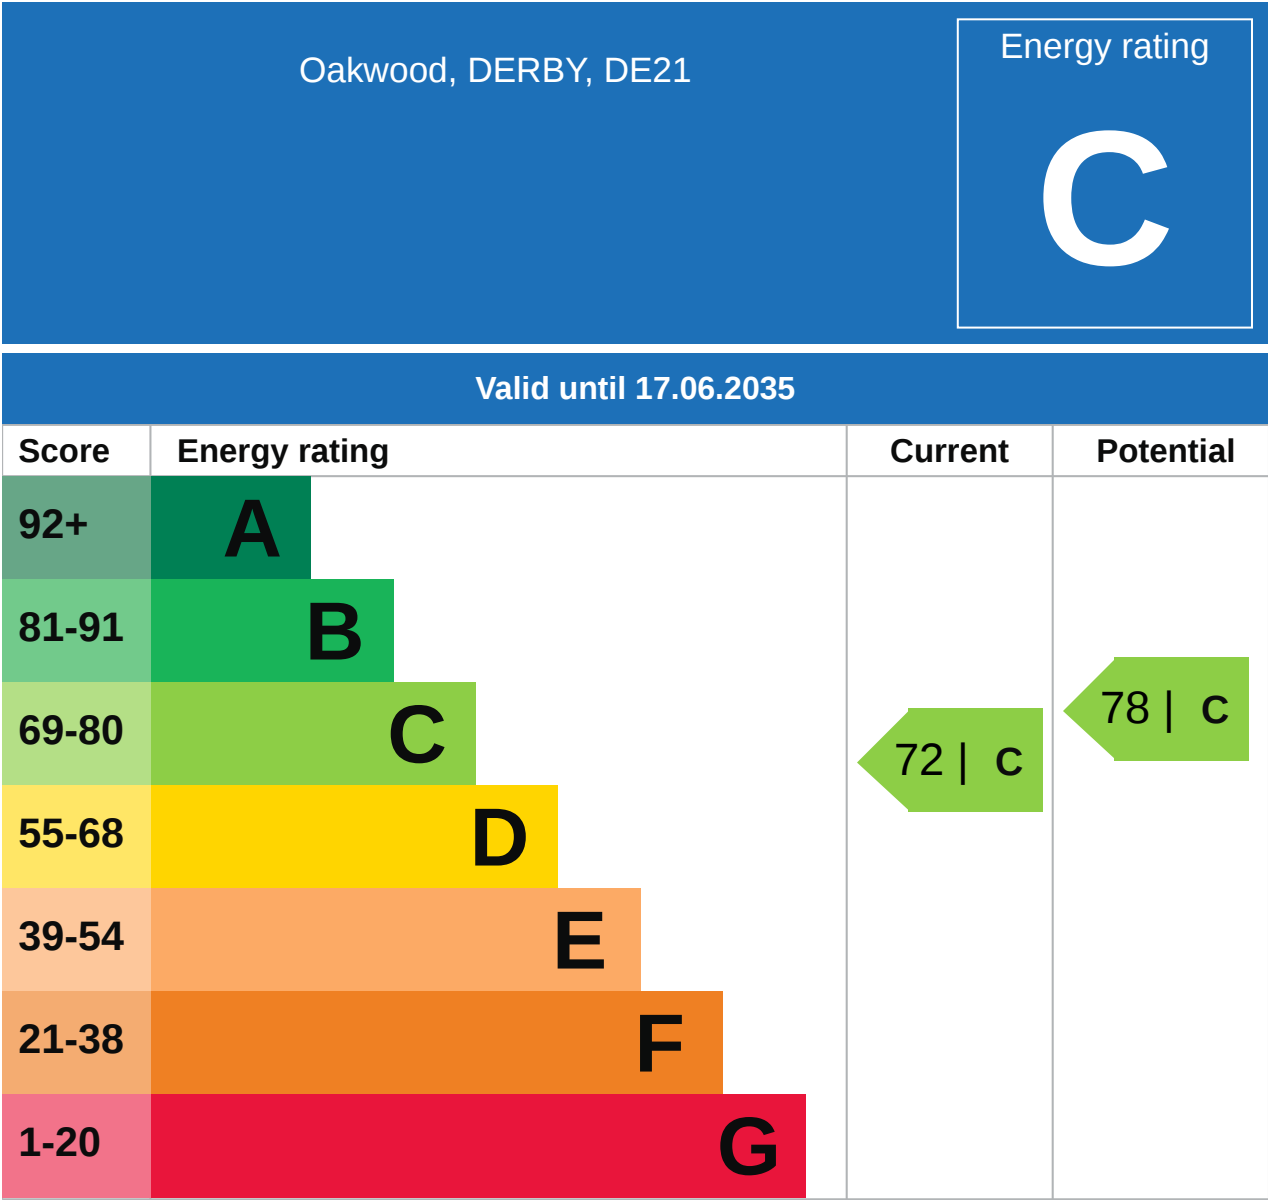 Oakwood, DERBY, DE21
Energy rating
C
Valid until 17.06.2035
Score Energy rating Current Potential
92+ A
81-91 B
69-80 C
72 | C
78 | C
55-68 D
39-54 E
21-38 F
1-20 G